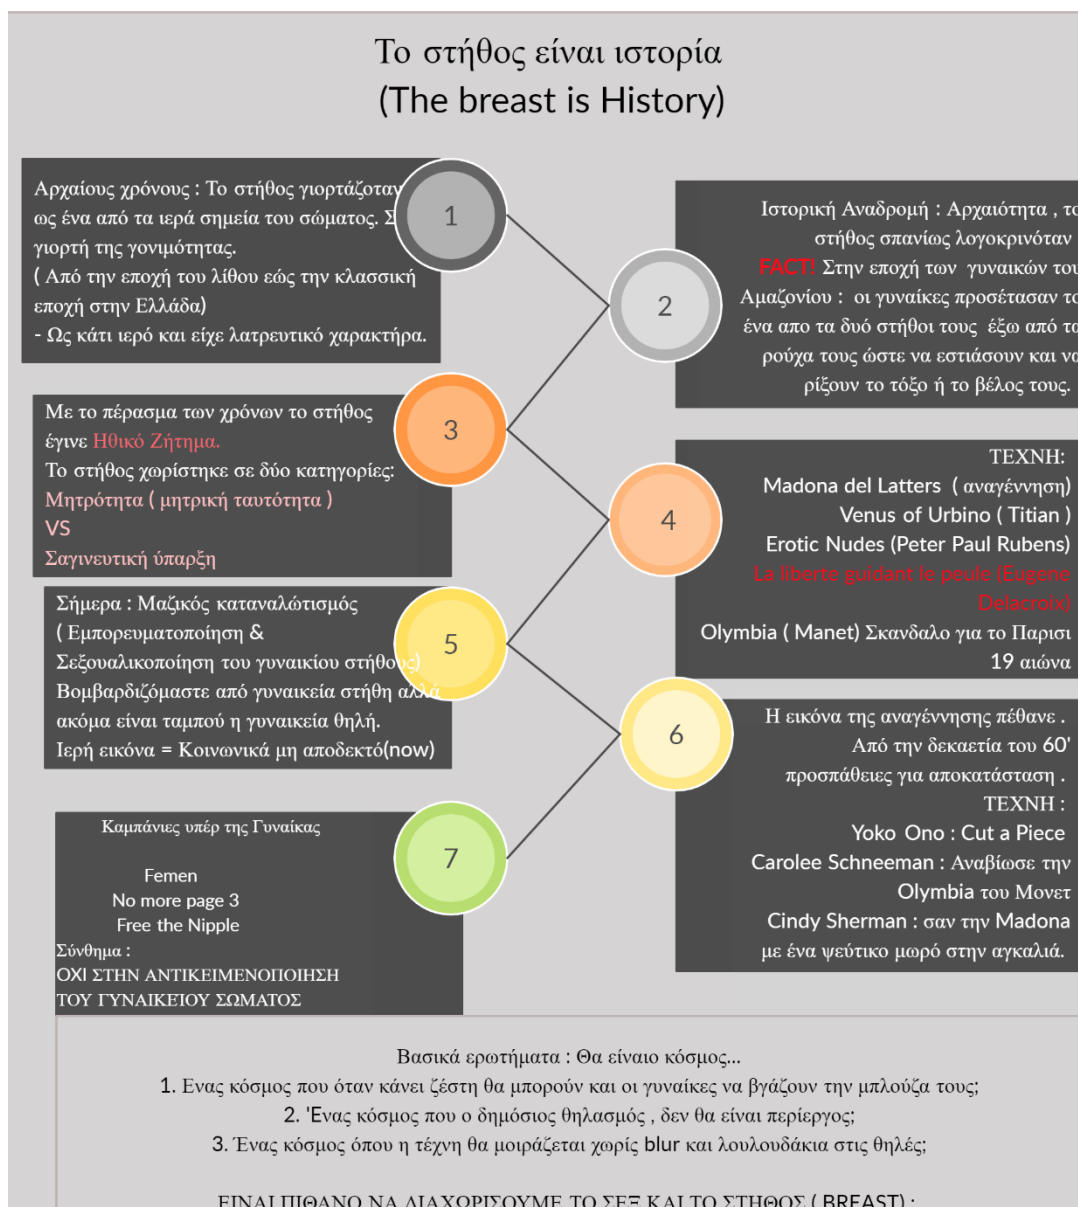 Το στήθος είναι ιστορία
(The breast is History)
Αρχαίους χρόνους : Το στήθος γιορτάζοταν
ως ένα από τα ιερά σημεία του σώματος. Σ
γιορτή της γονιμότητας.
( Από την εποχή του λίθου εώς την κλασσική
εποχή στην Ελλάδα)
- Ως κάτι ιερό και είχε λατρευτικό χαρακτήρα.
1
Ιστορική Αναδρομή : Αρχαιότητα , το
στήθος σπανίως λογοκρινόταν
FACT! Στην εποχή των γυναικών του
Αμαζονίου : οι γυναίκες προσέτασαν το
ένα απο τα δυό στήθοι τους έξω από τα
ρούχα τους ώστε να εστιάσουν και να
ρίξουν το τόξο ή το βέλος τους.
2
Με το πέρασμα των χρόνων το στήθος
έγινε Ηθικό Ζήτημα.
Το στήθος χωρίστηκε σε δύο κατηγορίες:
Μητρότητα ( μητρική ταυτότητα )
VS
Σαγινευτική ύπαρξη
3
ΤΕΧΝΗ:
Madona del Latters ( αναγέννηση)
Venus of Urbino ( Titian )
Erotic Nudes (Peter Paul Rubens)
La liberte guidant le peule (Eugene
Delacroix)
Olymbia ( Manet) Σκανδαλο για το Παρισι
19 αιώνα
4
Σήμερα : Μαζικός καταναλώτισμός
( Εμπορευματοποίηση &
Σεξουαλικοποίηση του γυναικίου στήθους)
Βομβαρδιζόμαστε από γυναικεία στήθη αλλά
ακόμα είναι ταμπού η γυναικεία θηλή.
Ιερή εικόνα = Κοινωνικά μη αποδεκτό(now)
5
Η εικόνα της αναγέννησης πέθανε .
Από την δεκαετία του 60'
προσπάθειες για αποκατάσταση .
ΤΕΧΝΗ :
Yoko Ono : Cut a Piece
Carolee Schneeman : Αναβίωσε την
Olymbia του Μονετ
Cindy Sherman : σαν την Madona
με ένα ψεύτικο μωρό στην αγκαλιά.
6
Καμπάνιες υπέρ της Γυναίκας
Femen
No more page 3
Free the Nipple
Σύνθημα :
ΟΧΙ ΣΤΗΝ ΑΝΤΙΚΕΙΜΕΝΟΠΟΙΗΣΗ
ΤΟΥ ΓΥΝΑΙΚΕΙΟΥ ΣΩΜΑΤΟΣ
7
Βασικά ερωτήματα : Θα είναιο κόσμος...
1. Ενας κόσμος που όταν κάνει ζέστη θα μπορούν και οι γυναίκες να βγάζουν την μπλούζα τους;
2. 'Ενας κόσμος που ο δημόσιος θηλασμός , δεν θα είναι περίεργος;
3. Ένας κόσμος όπου η τέχνη θα μοιράζεται χωρίς blur και λουλουδάκια στις θηλές;
ΕΙΝΑΙ ΠΙΘΑΝΟ ΝΑ ΔΙΑΧΩΡΙΣΟΥΜΕ ΤΟ ΣΕΞ ΚΑΙ ΤΟ ΣΤΗΘΟΣ ( BREAST) ;